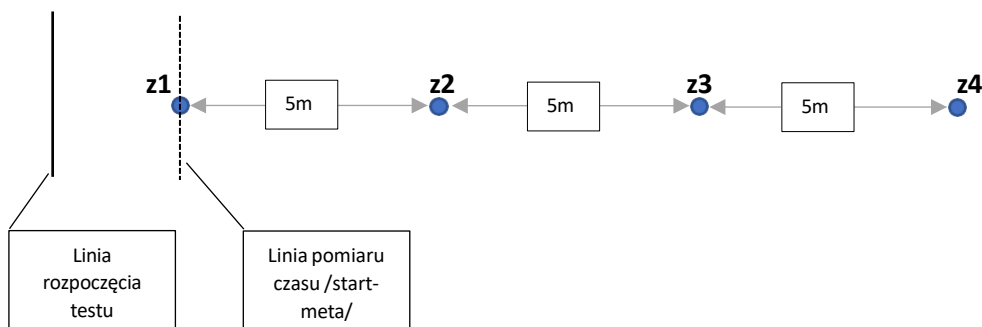 z1
z2
z3
z4
5m
5m
5m
Linia
rozpoczęcia
testu
Linia pomiaru
czasu /start-
meta/